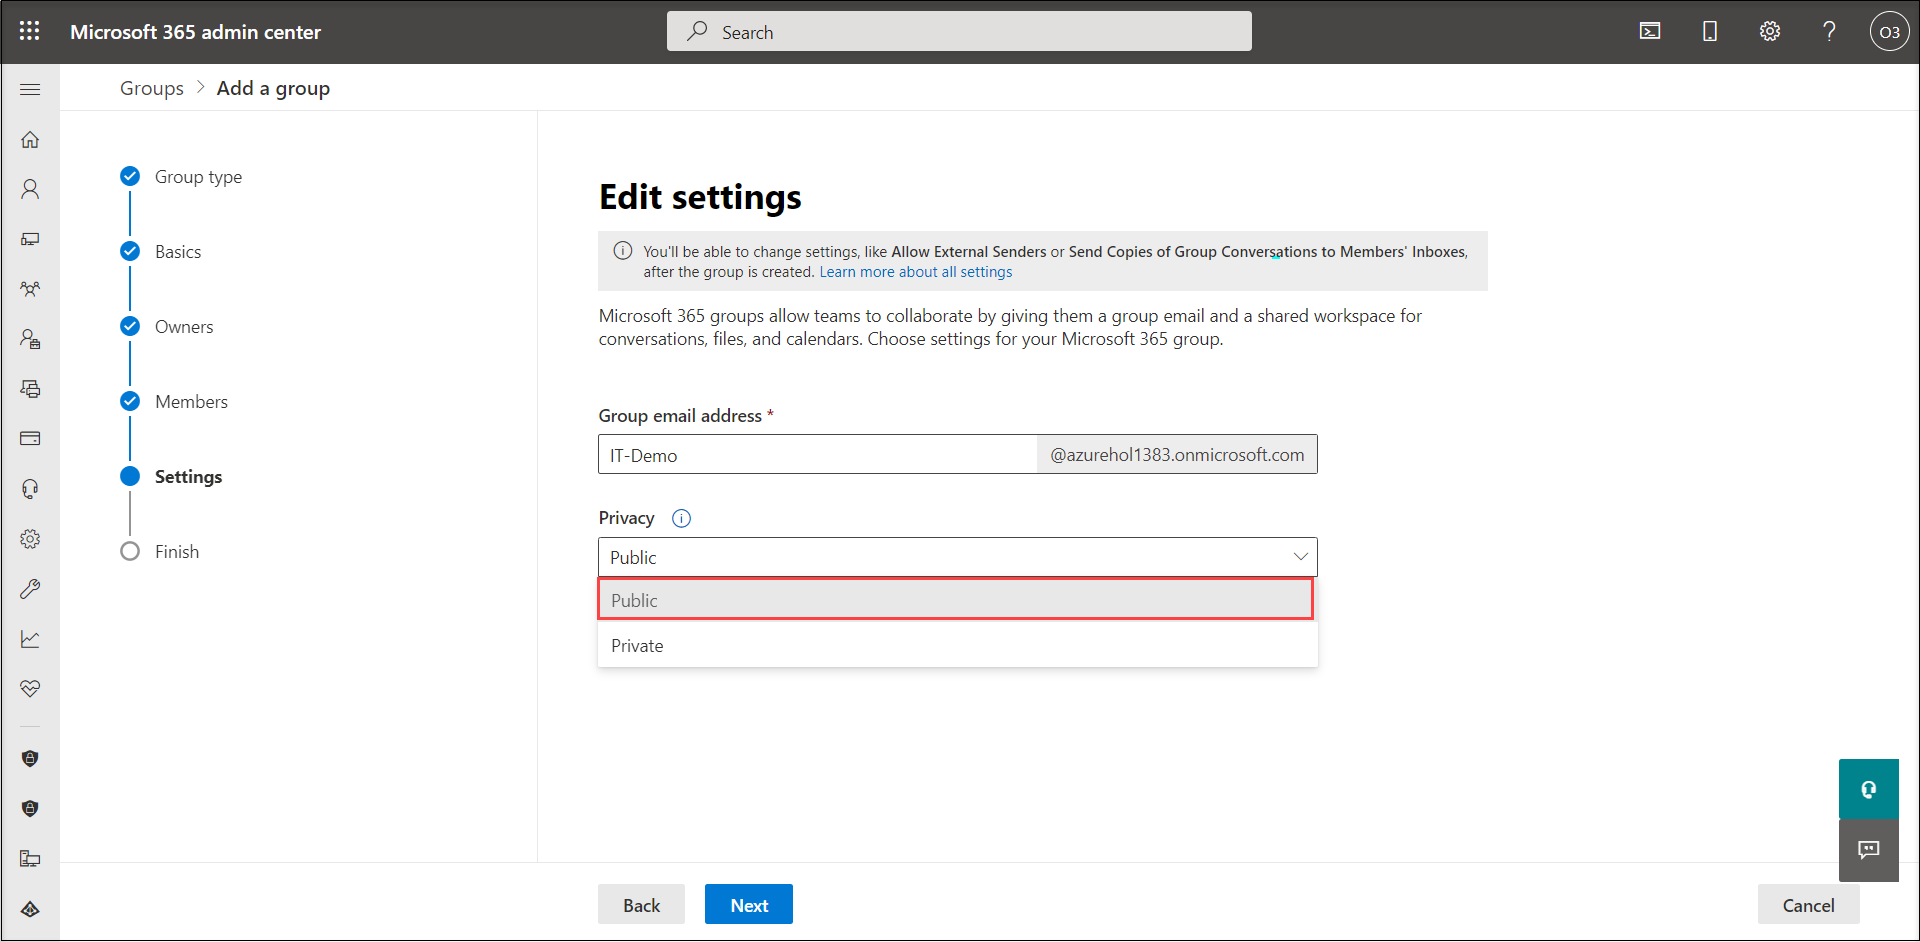 Microsoft 365 admin center
Search
O3
Groups > Add a group
Group type
Basics
Owners
Members
Settings
Finish
Edit settings
You'll be able to change settings, like Allow External Senders or Send Copies of Group Conversations to Members' Inboxes,
after the group is created. Learn more about all settings
Microsoft 365 groups allow teams to collaborate by giving them a group email and a shared workspace for
conversations, files, and calendars. Choose settings for your Microsoft 365 group.
Group email address *
IT-Demo @azurehol1383.onmicrosoft.com
Privacy
Public
Public
Private
Back Next Cancel